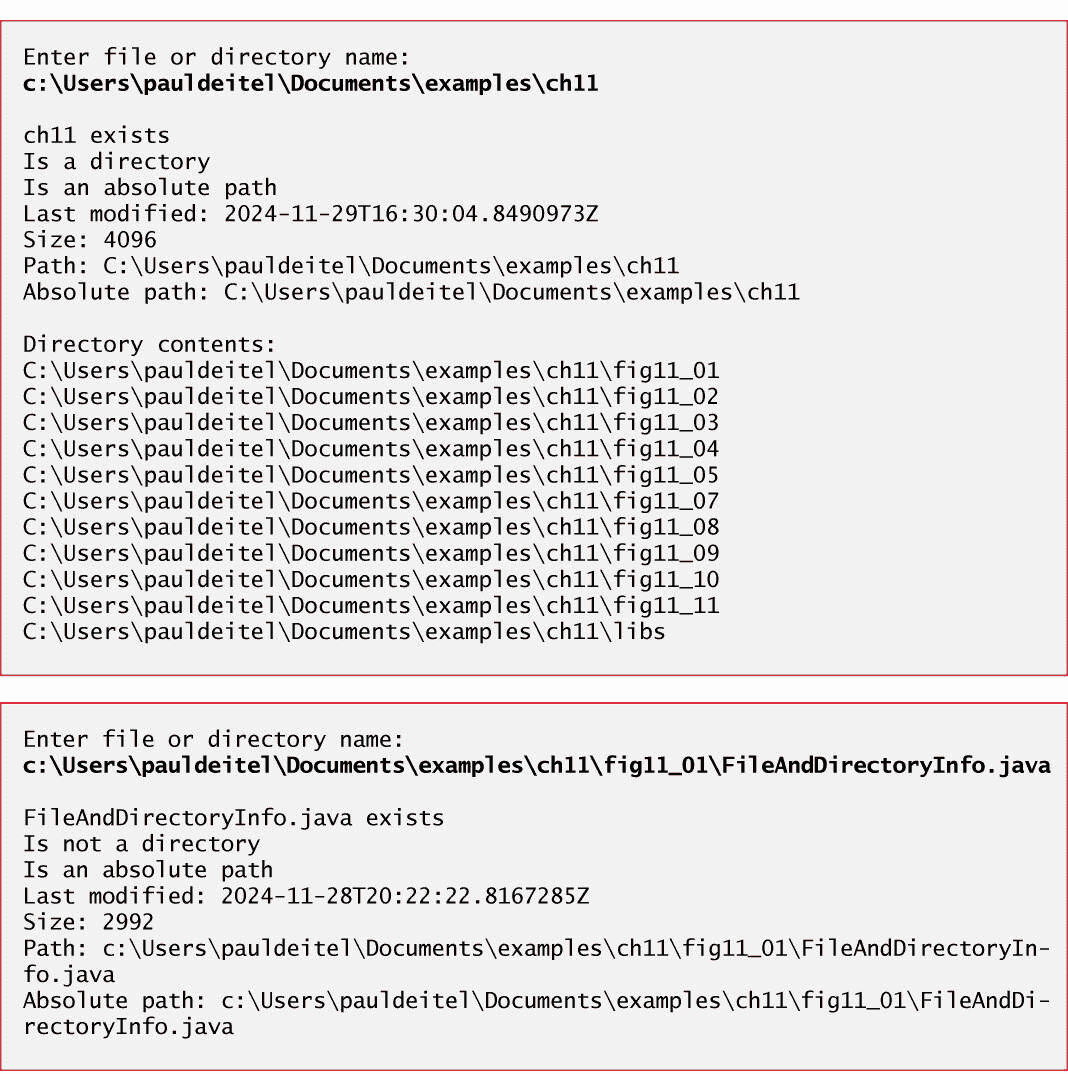 Enter file or directory name:
c:\Users\pauldeitel\Documents\examples\ch11
ch11 exists
Is a directory
Is an absolute path
Last modified: 2024-11-29T16:30:04.8490973Z
Size: 4096
Path: C:\Users\pauldeitel\Documents\examples\ch11
Absolute path: C:\Users\pauldeitel\Documents\examples\ch11
Directory contents:
C:\Users\pauldeitel\Documents\examples\ch11\fig11_01
C:\Users\pauldeitel\Documents\examples\ch11\fig11_02
C:\Users\pauldeitel\Documents\examples\ch11\fig11_03
C:\Users\pauldeitel\Documents\examples\ch11\fig11_04
C:\Users\pauldeitel\Documents\examples\ch11\fig11_05
C:\Users\pauldeitel\Documents\examples\ch11\fig11_07
C:\Users\pauldeitel\Documents\examples\ch11\fig11_08
C:\Users\pauldeitel\Documents\examples\ch11\fig11_09
C:\Users\pauldeitel\Documents\examples\ch11\fig11_10
C:\Users\pauldeitel\Documents\examples\ch11\fig11_11
C:\Users\pauldeitel\Documents\examples\ch11\libs
Enter file or directory name:
c:\Users\pauldeitel\Documents\examples\ch11\fig11_01\FileAndDirectoryInfo.java
FileAndDirectoryInfo.java exists
Is not a directory
Is an absolute path
Last modified: 2024-11-28T20:22:22.8167285Z
Size: 2992
Path: c:\Users\pauldeitel\Documents\examples\ch11\fig11_01\FileAndDirectoryIn-
fo.java
Absolute path: c:\Users\pauldeitel\Documents\examples\ch11\fig11_01\FileAndDi-
rectoryInfo.java